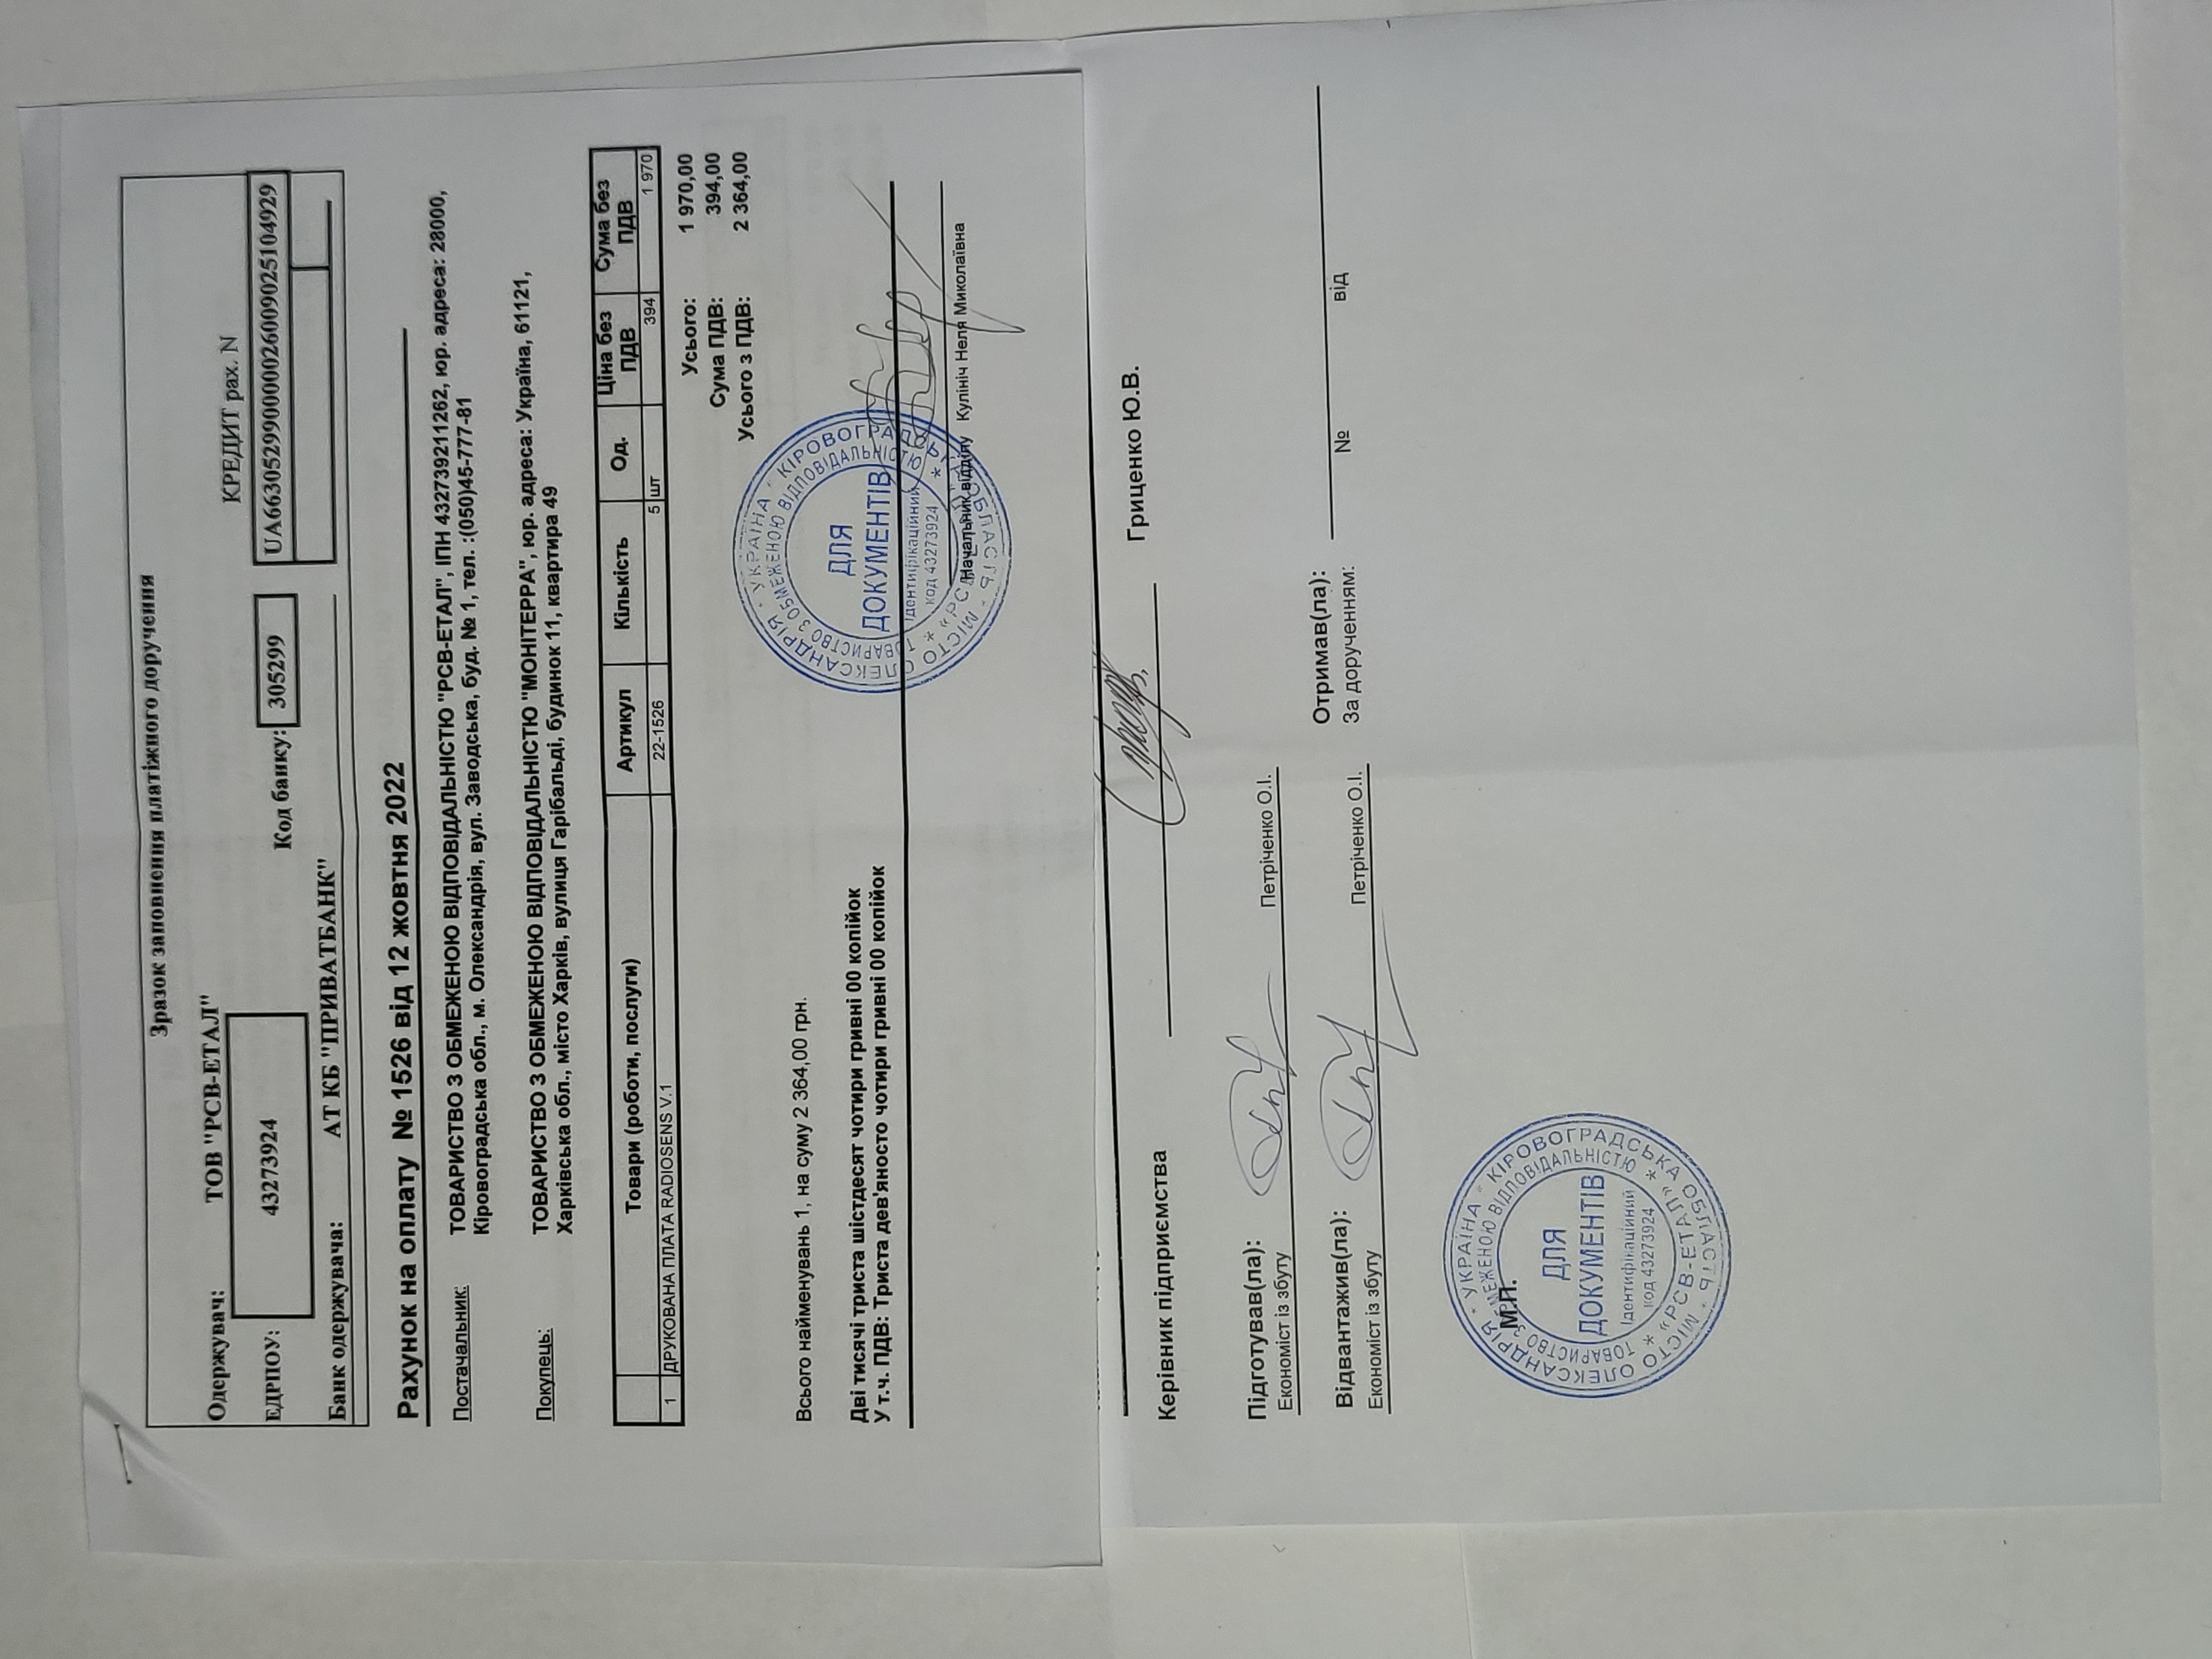 Зразок заповнення платіжного доручення
Одержувач: ТОВ "РСВ-ЕТАЛ"
КРЕДИТ рах. N
ЕДРПОУ: 43273924 Код банку: 305299 UA663052990000026009025104929
Банк одержувача: АТ КБ "ПРИВАТБАНК"
Рахунок на оплату № 1526 від 12 жовтня 2022
Постачальник: ТОВАРИСТВО З ОБМЕЖЕНОЮ ВІДПОВІДАЛЬНІСТЮ "РСВ-ЕТАЛ", ІПН 432739211262, юр. адреса: 28000,
Кіровоградська обл., м. Олександрія, вул. Заводська, буд. № 1, тел. :(050)45-777-81
Покупець: ТОВАРИСТВО З ОБМЕЖЕНОЮ ВІДПОВІДАЛЬНІСТЮ "МОНІТЕРРА", юр. адреса: Україна, 61121,
Харківська обл., місто Харків, вулиця Гарібальді, будинок 11, квартира 49
Товари (роботи, послуги) Артикул Кількість Од. Ціна без ПДВ Сума без ПДВ
1 ДРУКОВАНА ПЛАТА RADIOSENS V.1 22-1526 5 шт 394 1 970
Усього: 1 970,00
Сума ПДВ: 394,00
Усього з ПДВ: 2 364,00
Всього найменувань 1, на суму 2 364,00 грн.
Дві тисячі триста шістдесят чотири гривні 00 копійок
У т.ч. ПДВ: Триста дев'яносто чотири гривні 00 копійок
УКРАЇНА * КІРОВОГРАДСЬКА ОБЛАСТЬ * МІСТО ОЛЕКСАНДРІЯ
ТОВАРИСТВО З ОБМЕЖЕНОЮ ВІДПОВІДАЛЬНІСТЮ
ДЛЯ
ДОКУМЕНТІВ
Ідентифікаційний
код 43273924
Начальник відділу Кулініч Неля Миколаївна
Керівник підприємства Гриценко Ю.В.
Підготував(ла):
Економіст із збуту Петріченко О.І.
Відвантажив(ла): Отримав(ла):
Економіст із збуту Петріченко О.І. За дорученням: № від
М.П.
УКРАЇНА * КІРОВОГРАДСЬКА ОБЛАСТЬ * МІСТО ОЛЕКСАНДРІЯ
ТОВАРИСТВО З ОБМЕЖЕНОЮ ВІДПОВІДАЛЬНІСТЮ * «РСВ-ЕТАЛ» *
ДЛЯ
ДОКУМЕНТІВ
Ідентифікаційний
код 43273924